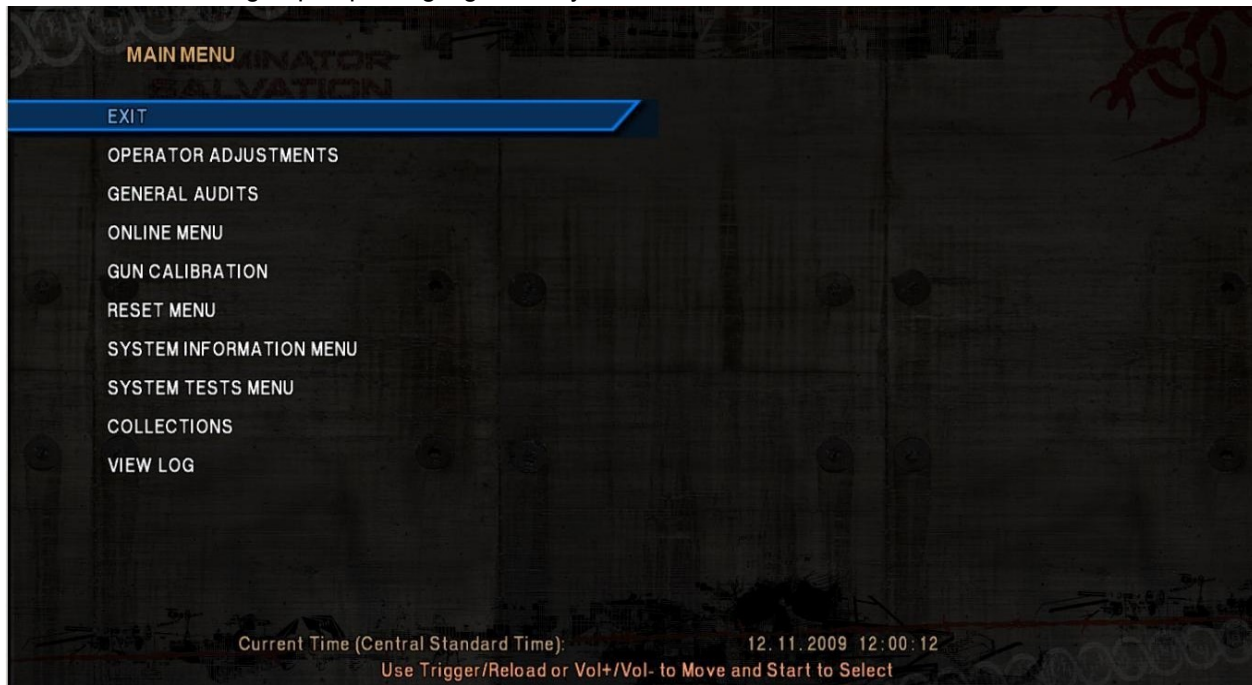 MAIN MENU
TERMINATOR
SALVATION
EXIT
OPERATOR ADJUSTMENTS
GENERAL AUDITS
ONLINE MENU
GUN CALIBRATION
RESET MENU
SYSTEM INFORMATION MENU
SYSTEM TESTS MENU
COLLECTIONS
VIEW LOG
Current Time (Central Standard Time): 12.11.2009 12:00:12
Use Trigger/Reload or Vol+/Vol- to Move and Start to Select